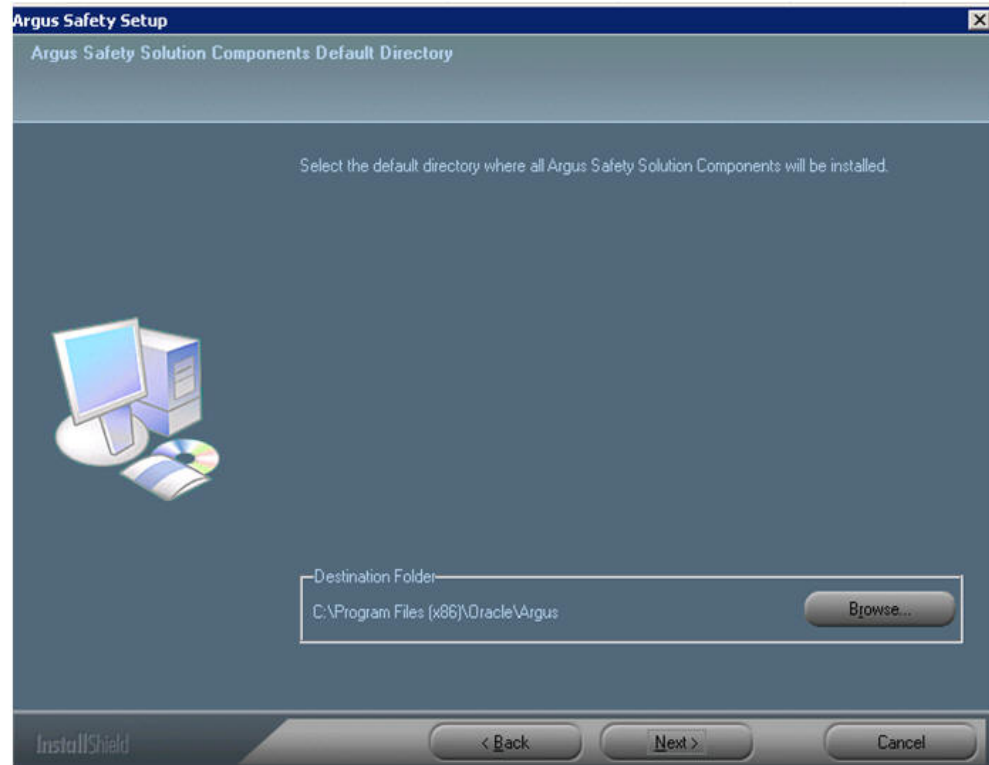 Argus Safety Setup
Argus Safety Solution Components Default Directory
Select the default directory where all Argus Safety Solution Components will be installed.
Destination Folder
C:\Program Files (x86)\Oracle\Argus
Browse...
InstallShield
< Back
Next >
Cancel